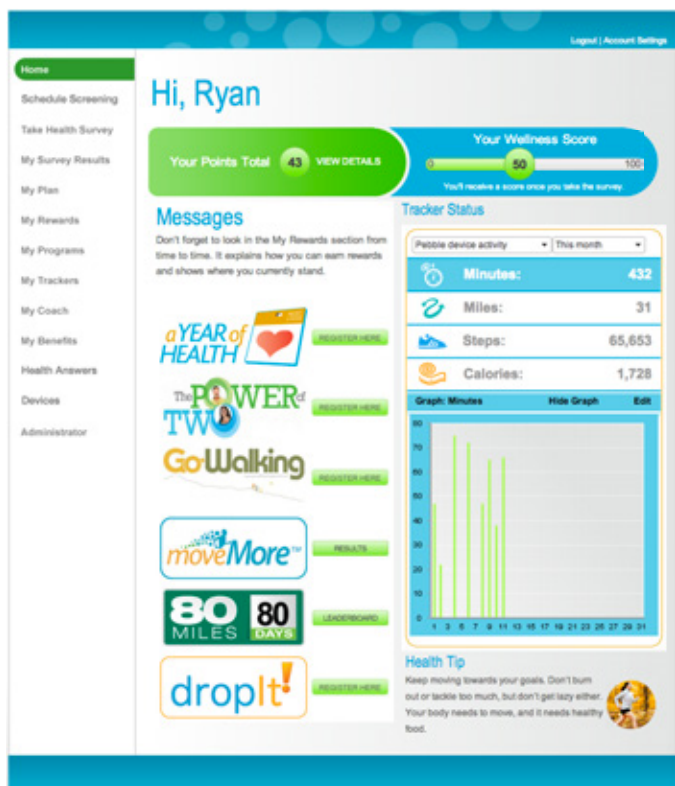 Logout | Account Settings
Home
Schedule Screening
Take Health Survey
My Survey Results
My Plan
My Rewards
My Programs
My Trackers
My Coach
My Benefits
Health Answers
Devices
Administrator
Hi, Ryan
Your Points Total 43 VIEW DETAILS
Your Wellness Score
0 50 100
You'll receive a score once you take the survey.
Messages
Don't forget to look in the My Rewards section from
time to time. It explains how you can earn rewards
and shows where you currently stand.
a YEAR of
HEALTH
REGISTER HERE
The POWER of
TWO
REGISTER HERE
Go Walking
REGISTER HERE
moveMore™
RESULTS
80 MILES 80 DAYS
LEADERBOARD
dropIt!
REGISTER HERE
Tracker Status
Pebble device activity
This month
Minutes: 432
Miles: 31
Steps: 65,653
Calories: 1,728
Graph: Minutes Hide Graph Edit
80
70
60
50
40
30
20
10
0
1 3 5 7 9 11 13 15 17 19 21 23 25 27 29 31
Health Tip
Keep moving towards your goals. Don't burn
out or tackle too much, but don't get lazy either.
Your body needs to move, and it needs healthy
food.